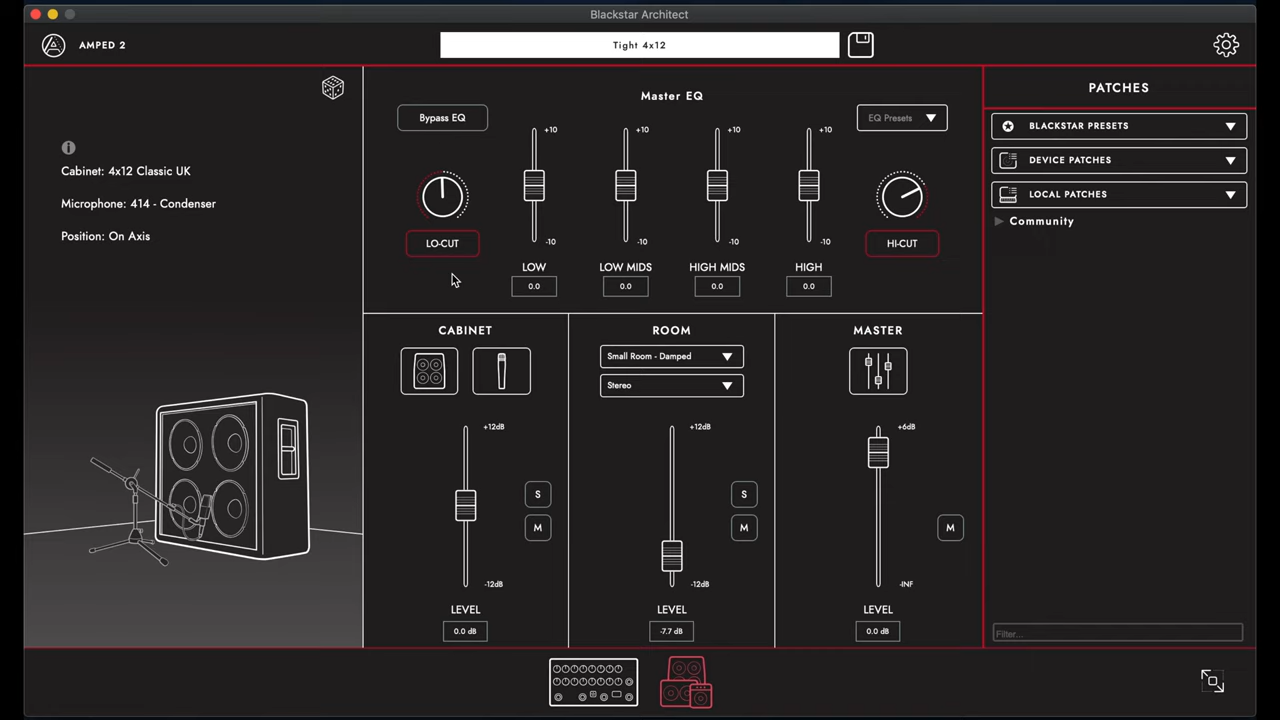 Blackstar Architect
AMPED 2
Tight 4x12
Cabinet: 4x12 Classic UK
Microphone: 414 - Condenser
Position: On Axis
Master EQ
Bypass EQ
EQ Presets
+10
+10
+10
+10
-10
-10
-10
-10
LO-CUT
HI-CUT
LOW
LOW MIDS
HIGH MIDS
HIGH
0.0
0.0
0.0
0.0
CABINET
ROOM
MASTER
Small Room - Damped
Stereo
+12dB
+12dB
+6dB
S
S
M
M
M
-12dB
-12dB
-INF
LEVEL
LEVEL
LEVEL
0.0 dB
-7.7 dB
0.0 dB
PATCHES
BLACKSTAR PRESETS
DEVICE PATCHES
LOCAL PATCHES
Community
Filter...